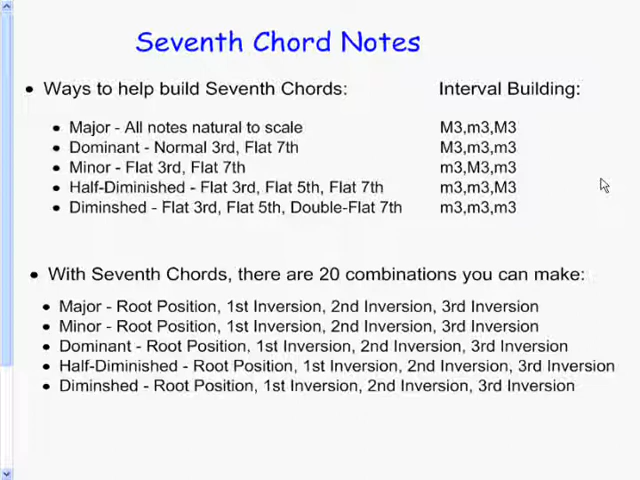 Seventh Chord Notes
• Ways to help build Seventh Chords: Interval Building:
• Major - All notes natural to scale M3,m3,M3
• Dominant - Normal 3rd, Flat 7th M3,m3,m3
• Minor - Flat 3rd, Flat 7th m3,M3,m3
• Half-Diminished - Flat 3rd, Flat 5th, Flat 7th m3,m3,M3
• Diminshed - Flat 3rd, Flat 5th, Double-Flat 7th m3,m3,m3
• With Seventh Chords, there are 20 combinations you can make:
• Major - Root Position, 1st Inversion, 2nd Inversion, 3rd Inversion
• Minor - Root Position, 1st Inversion, 2nd Inversion, 3rd Inversion
• Dominant - Root Position, 1st Inversion, 2nd Inversion, 3rd Inversion
• Half-Diminished - Root Position, 1st Inversion, 2nd Inversion, 3rd Inversion
• Diminshed - Root Position, 1st Inversion, 2nd Inversion, 3rd Inversion